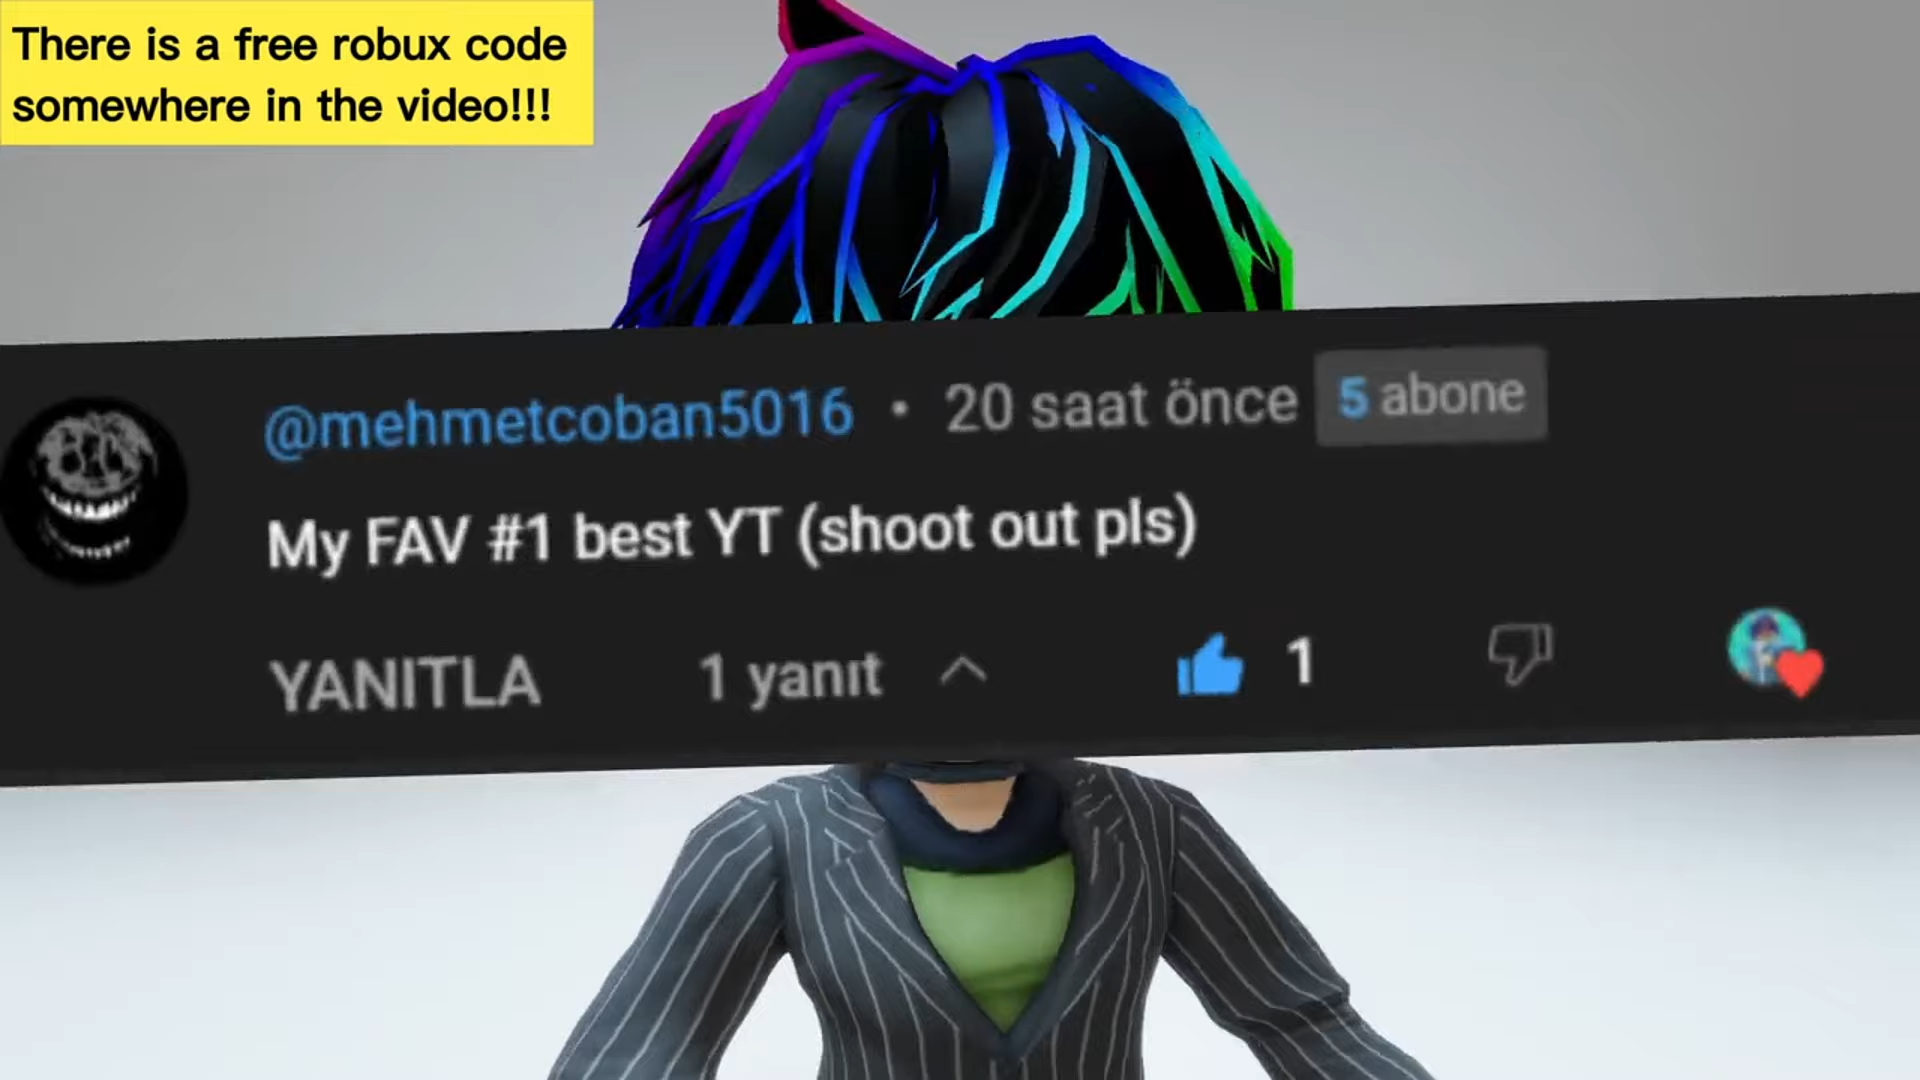 There is a free robux code
somewhere in the video!!!
@mehmetcoban5016 • 20 saat önce 5 abone
My FAV #1 best YT (shoot out pls)
YANITLA 1 yanıt 1